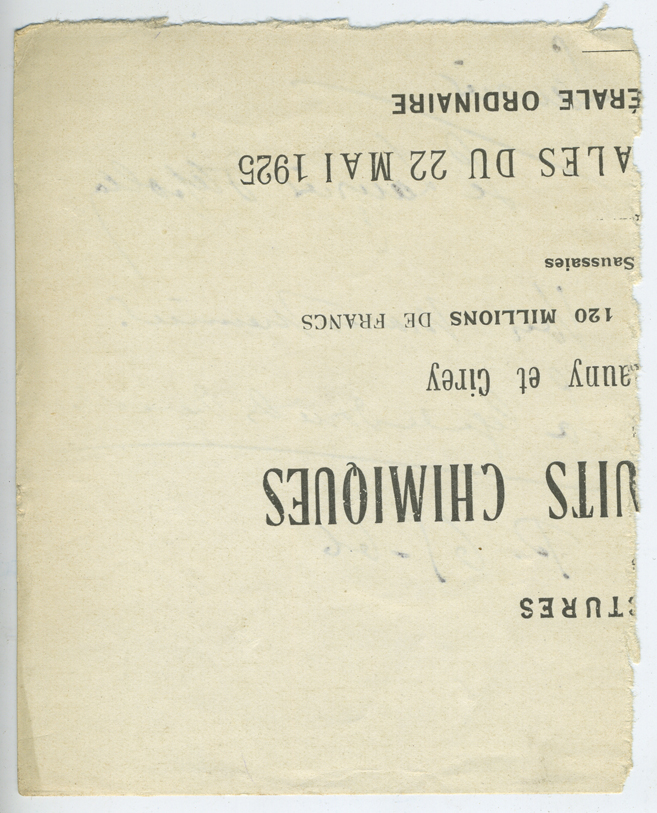 CTURES
UITS CHIMIQUES
auny et Cirey
120 MILLIONS DE FRANCS
Saussaies
ALES DU 22 MAI 1925
ÉRALE ORDINAIRE